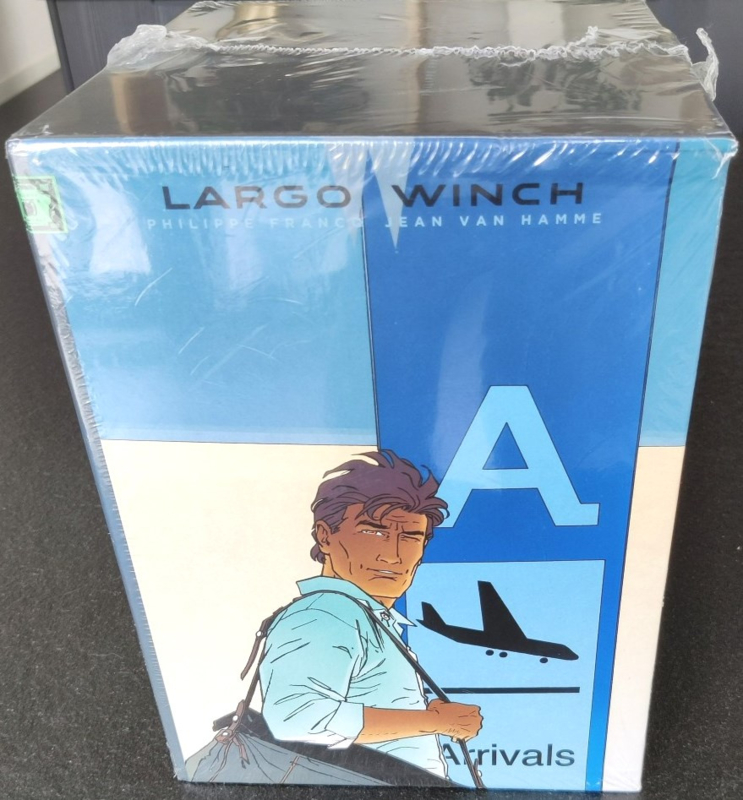 LARGO WINCH
PHILIPPE FRANCQ JEAN VAN HAMME
A
Arrivals